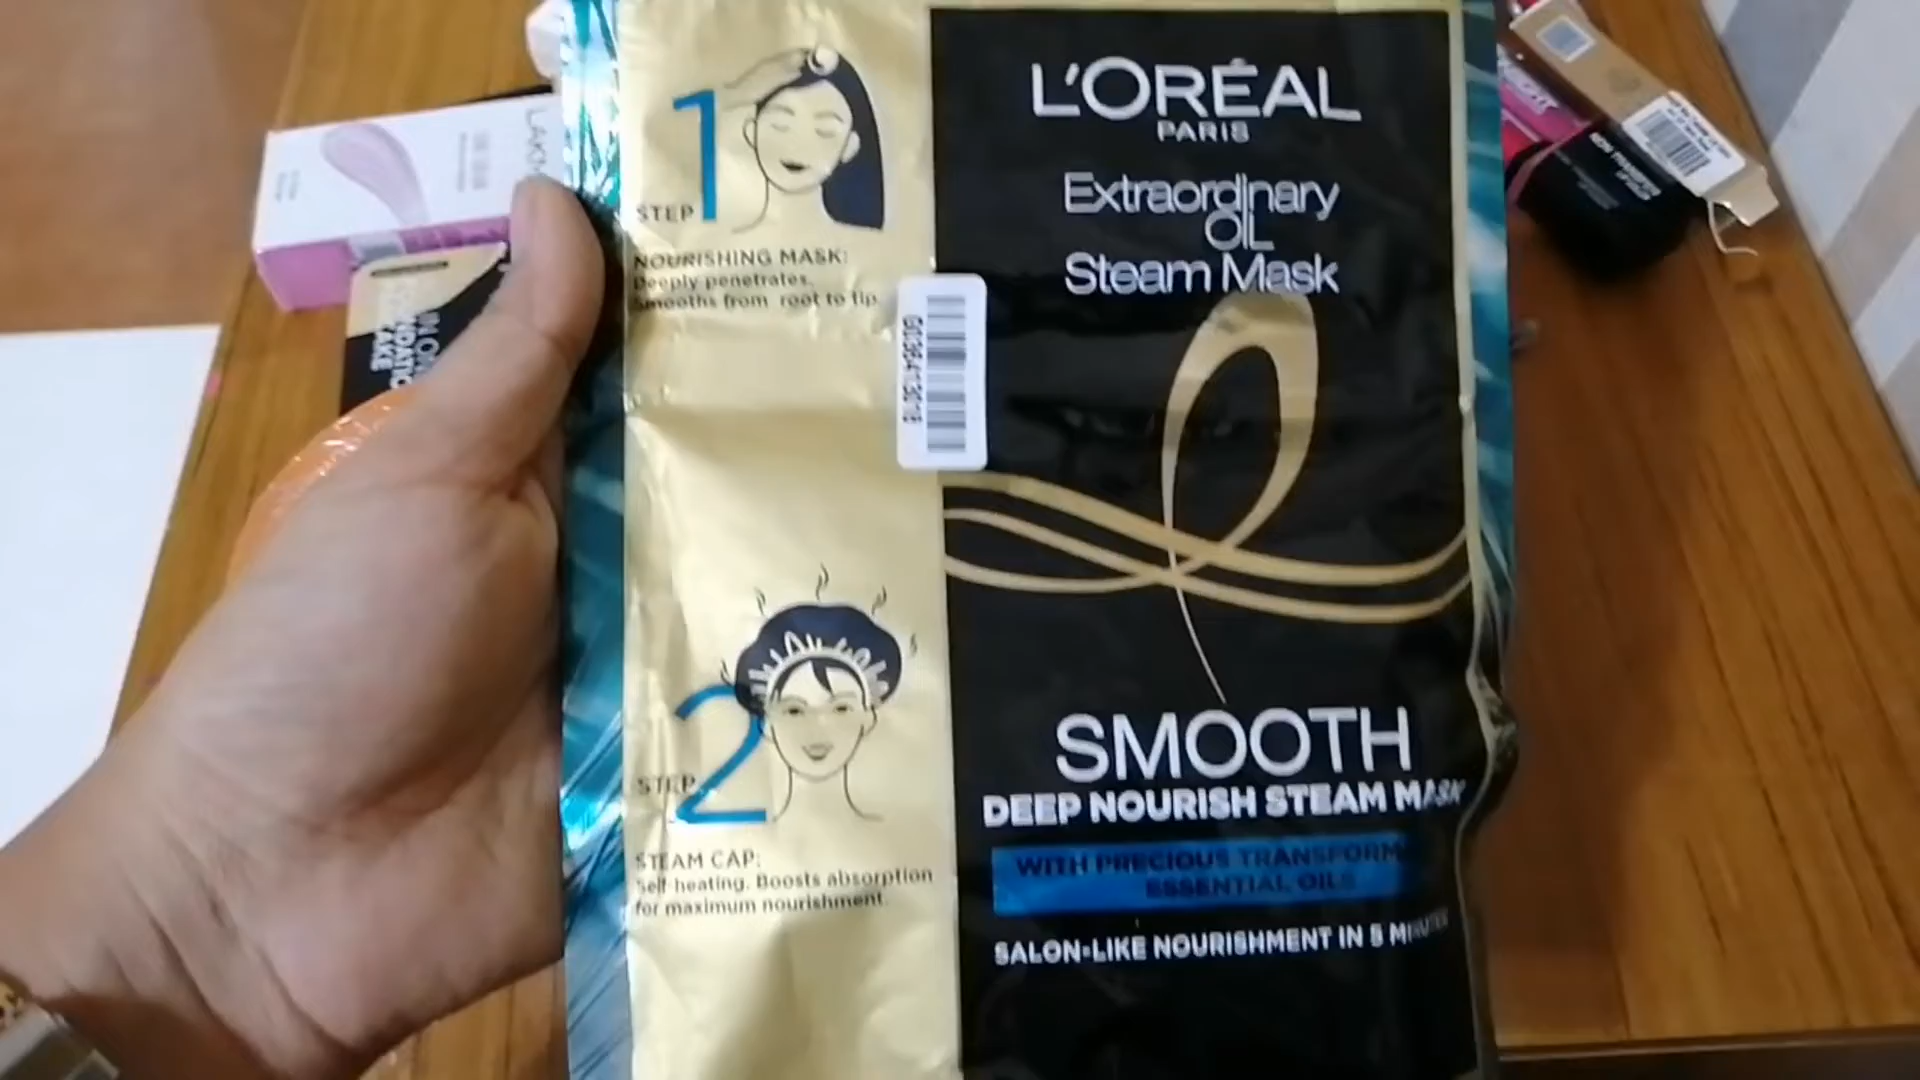 L'ORÉAL
PARIS
Extraordinary
OIL
Steam Mask
SMOOTH
DEEP NOURISH STEAM MASK
WITH PRECIOUS TRANSFORM
ESSENTIAL OILS
SALON-LIKE NOURISHMENT IN 5 MINUTES
STEP 1
NOURISHING MASK:
Deeply penetrates.
Smooths from root to tip.
STEP 2
STEAM CAP:
Self heating. Boosts absorption
for maximum nourishment.
LAKM